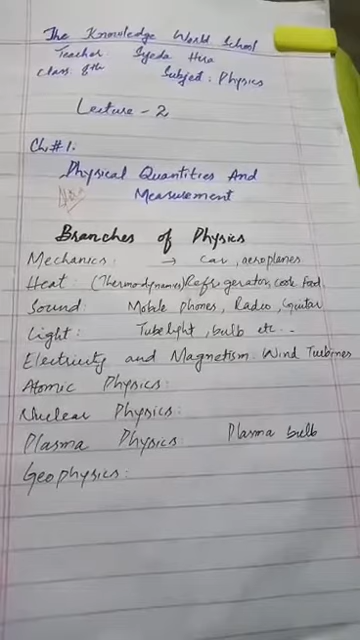 The Knowledge World School
Teacher: Syeda Hira
Class: 8th Subject: Physics
Lecture - 2
Ch # 1.
Physical Quantities And
Measurement
Branches of Physics
Mechanics: → car, aeroplanes
Heat: (Thermodynamics) Refrigerator, cook food.
Sound: Mobile phones, Radio, Guitar
Light: Tubelight, bulb etc...
Electricity and Magnetism. Wind Turbines
Atomic Physics:
Nuclear Physics:
Plasma Physics: Plasma bulb
Geophysics: